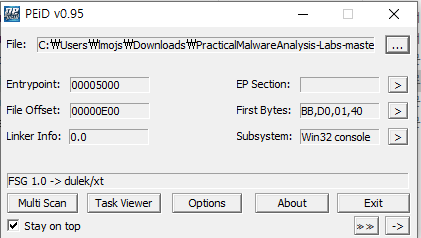 PEiD v0.95
File: C:₩Users₩lmojs₩Downloads₩PracticalMalwareAnalysis-Labs-maste ...
Entrypoint: 00005000 EP Section: >
File Offset: 00000E00 First Bytes: BB,D0,01,40 >
Linker Info: 0.0 Subsystem: Win32 console >
FSG 1.0 -> dulek/xt
Multi Scan Task Viewer Options About Exit
Stay on top >> ->